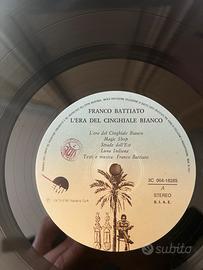 FRANCO BATTIATO
L'ERA DEL CINGHIALE BIANCO
L'era del Cinghiale Bianco
Magic Shop
Strade dell'Est
Luna Indiana
Testi e musica: Franco Battiato
3C 064-18285
A
STEREO
S.I.A.E.
subito